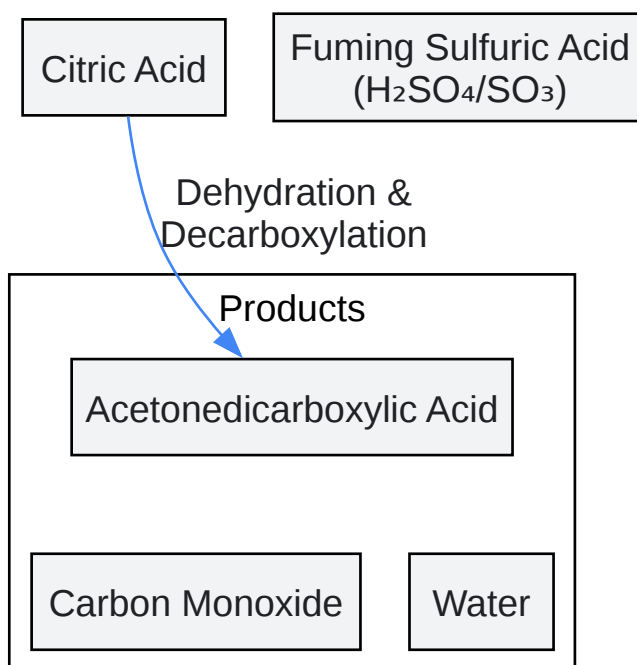 Citric Acid
Fuming Sulfuric Acid
(H₂SO₄/SO₃)
Dehydration &
Decarboxylation
Products
Acetonedicarboxylic Acid
Carbon Monoxide
Water